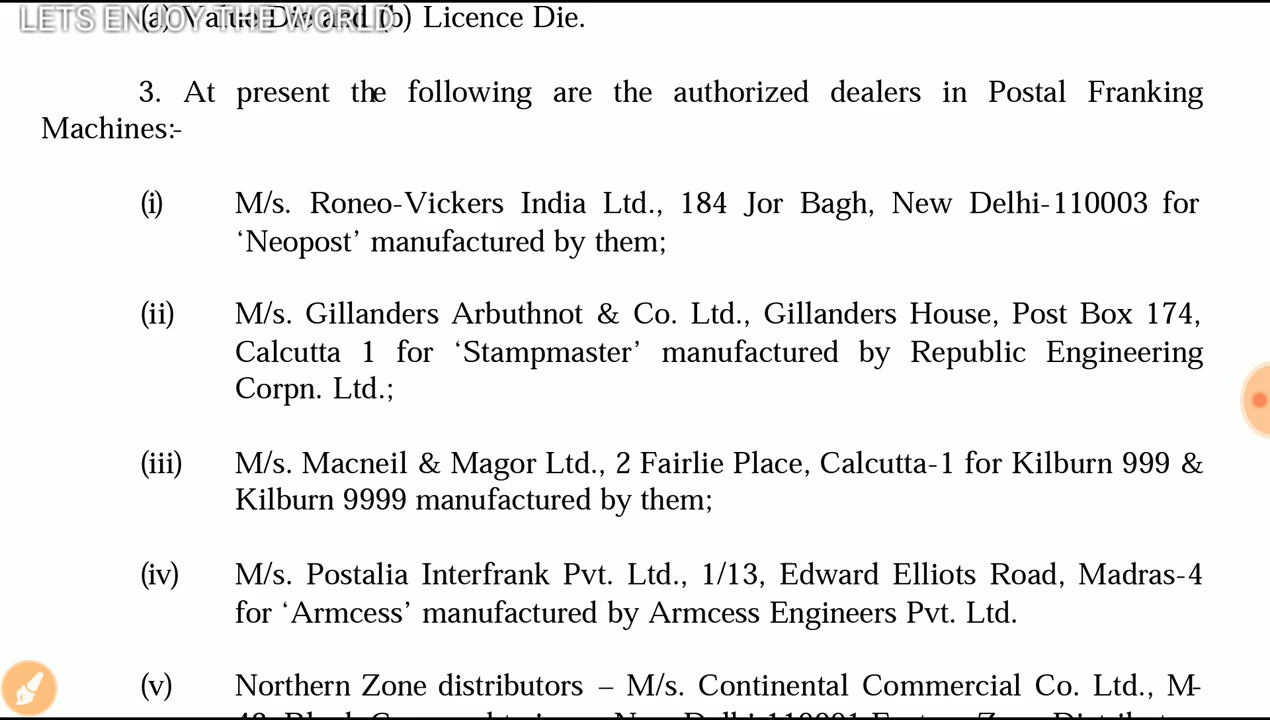 LETS ENJOY THE WORLD
(a) Value Die and (b) Licence Die.
3. At present the following are the authorized dealers in Postal Franking
Machines:-
(i) M/s. Roneo-Vickers India Ltd., 184 Jor Bagh, New Delhi-110003 for
‘Neopost’ manufactured by them;
(ii) M/s. Gillanders Arbuthnot & Co. Ltd., Gillanders House, Post Box 174,
Calcutta 1 for ‘Stampmaster’ manufactured by Republic Engineering
Corpn. Ltd.;
(iii) M/s. Macneil & Magor Ltd., 2 Fairlie Place, Calcutta-1 for Kilburn 999 &
Kilburn 9999 manufactured by them;
(iv) M/s. Postalia Interfrank Pvt. Ltd., 1/13, Edward Elliots Road, Madras-4
for ‘Armcess’ manufactured by Armcess Engineers Pvt. Ltd.
(v) Northern Zone distributors – M/s. Continental Commercial Co. Ltd., M-